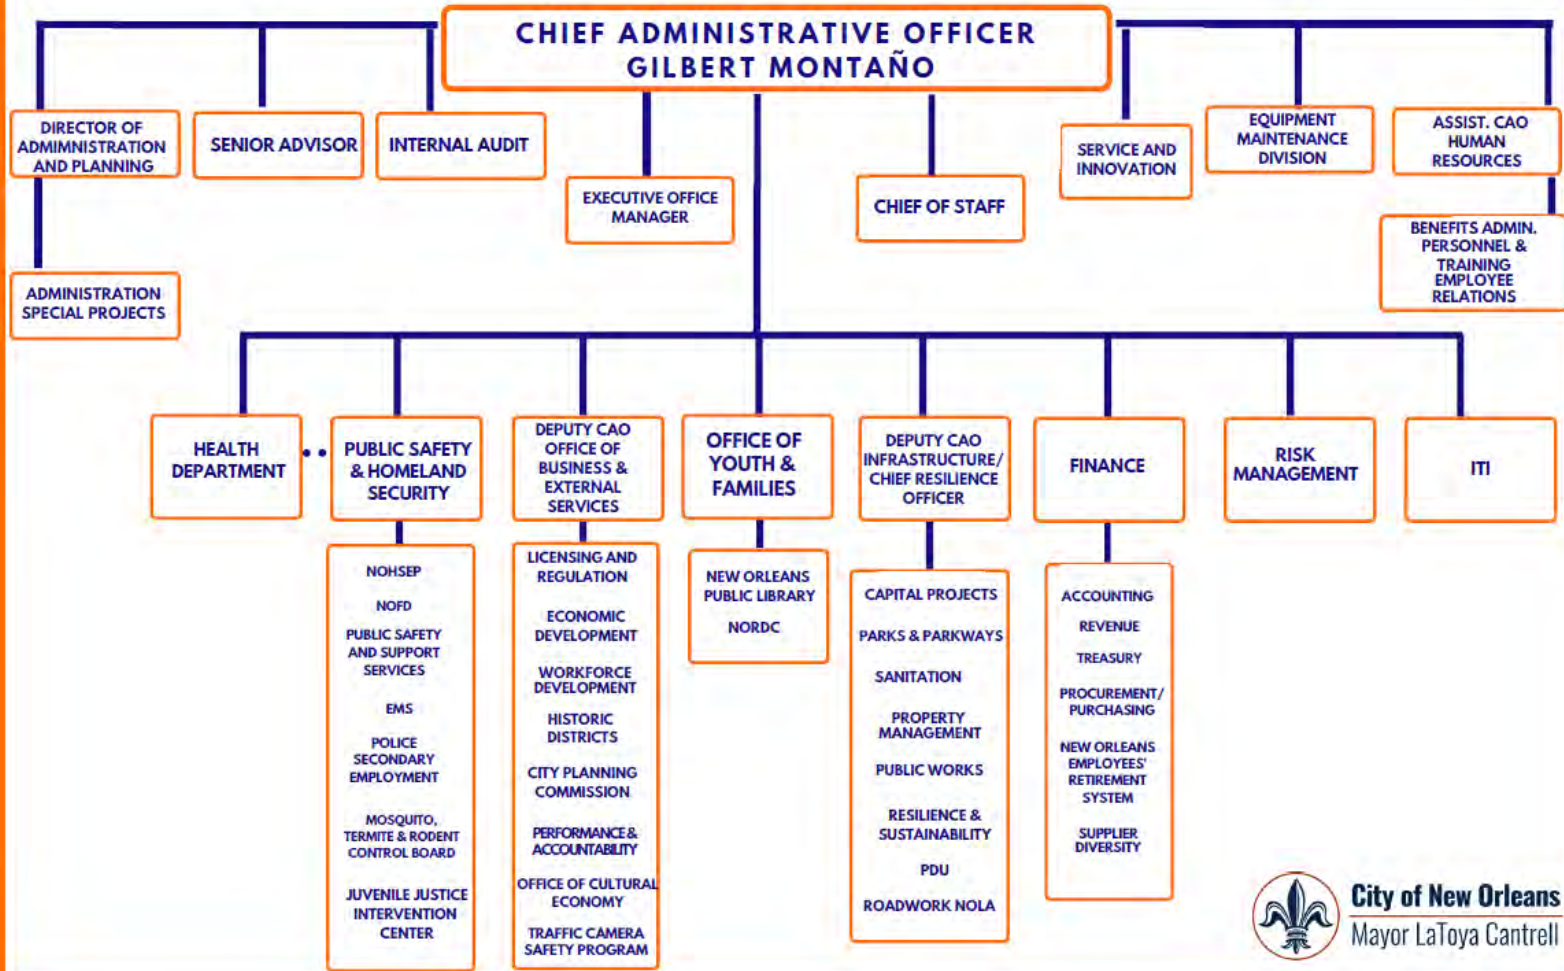 CHIEF ADMINISTRATIVE OFFICER
GILBERT MONTAÑO
DIRECTOR OF
ADMIMNISTRATION
AND PLANNING
SENIOR ADVISOR
INTERNAL AUDIT
EXECUTIVE OFFICE
MANAGER
CHIEF OF STAFF
SERVICE AND
INNOVATION
EQUIPMENT
MAINTENANCE
DIVISION
ASSIST. CAO
HUMAN
RESOURCES
BENEFITS ADMIN.
PERSONNEL &
TRAINING
EMPLOYEE
RELATIONS
ADMINISTRATION
SPECIAL PROJECTS
HEALTH
DEPARTMENT
PUBLIC SAFETY
& HOMELAND
SECURITY
DEPUTY CAO
OFFICE OF
BUSINESS &
EXTERNAL
SERVICES
OFFICE OF
YOUTH &
FAMILIES
DEPUTY CAO
INFRASTRUCTURE/
CHIEF RESILIENCE
OFFICER
FINANCE
RISK
MANAGEMENT
ITI
NOHSEP
NOFD
PUBLIC SAFETY
AND SUPPORT
SERVICES
EMS
POLICE
SECONDARY
EMPLOYMENT
MOSQUITO,
TERMITE & RODENT
CONTROL BOARD
JUVENILE JUSTICE
INTERVENTION
CENTER
LICENSING AND
REGULATION
ECONOMIC
DEVELOPMENT
WORKFORCE
DEVELOPMENT
HISTORIC
DISTRICTS
CITY PLANNING
COMMISSION
PERFORMANCE &
ACCOUNTABILITY
OFFICE OF CULTURAL
ECONOMY
TRAFFIC CAMERA
SAFETY PROGRAM
NEW ORLEANS
PUBLIC LIBRARY
NORDC
CAPITAL PROJECTS
PARKS & PARKWAYS
SANITATION
PROPERTY
MANAGEMENT
PUBLIC WORKS
RESILIENCE &
SUSTAINABILITY
PDU
ROADWORK NOLA
ACCOUNTING
REVENUE
TREASURY
PROCUREMENT/
PURCHASING
NEW ORLEANS
EMPLOYEES'
RETIREMENT
SYSTEM
SUPPLIER
DIVERSITY
City of New Orleans
Mayor LaToya Cantrell